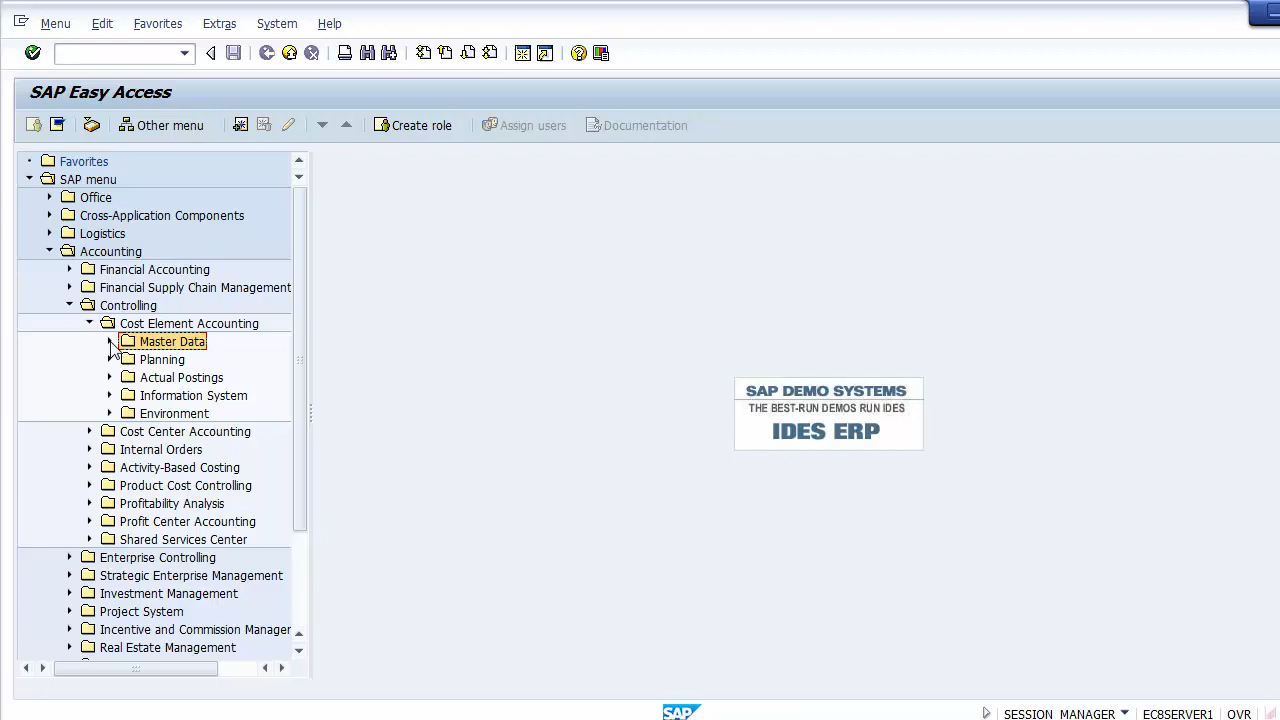 Menu Edit Favorites Extras System Help
SAP Easy Access
Other menu Create role Assign users Documentation
Favorites
SAP menu
Office
Cross-Application Components
Logistics
Accounting
Financial Accounting
Financial Supply Chain Management
Controlling
Cost Element Accounting
Master Data
Planning
Actual Postings
Information System
Environment
Cost Center Accounting
Internal Orders
Activity-Based Costing
Product Cost Controlling
Profitability Analysis
Profit Center Accounting
Shared Services Center
Enterprise Controlling
Strategic Enterprise Management
Investment Management
Project System
Incentive and Commission Manager
Real Estate Management
SAP DEMO SYSTEMS
THE BEST-RUN DEMOS RUN IDES
IDES ERP
SAP SESSION_MANAGER EC8SERVER1 OVR